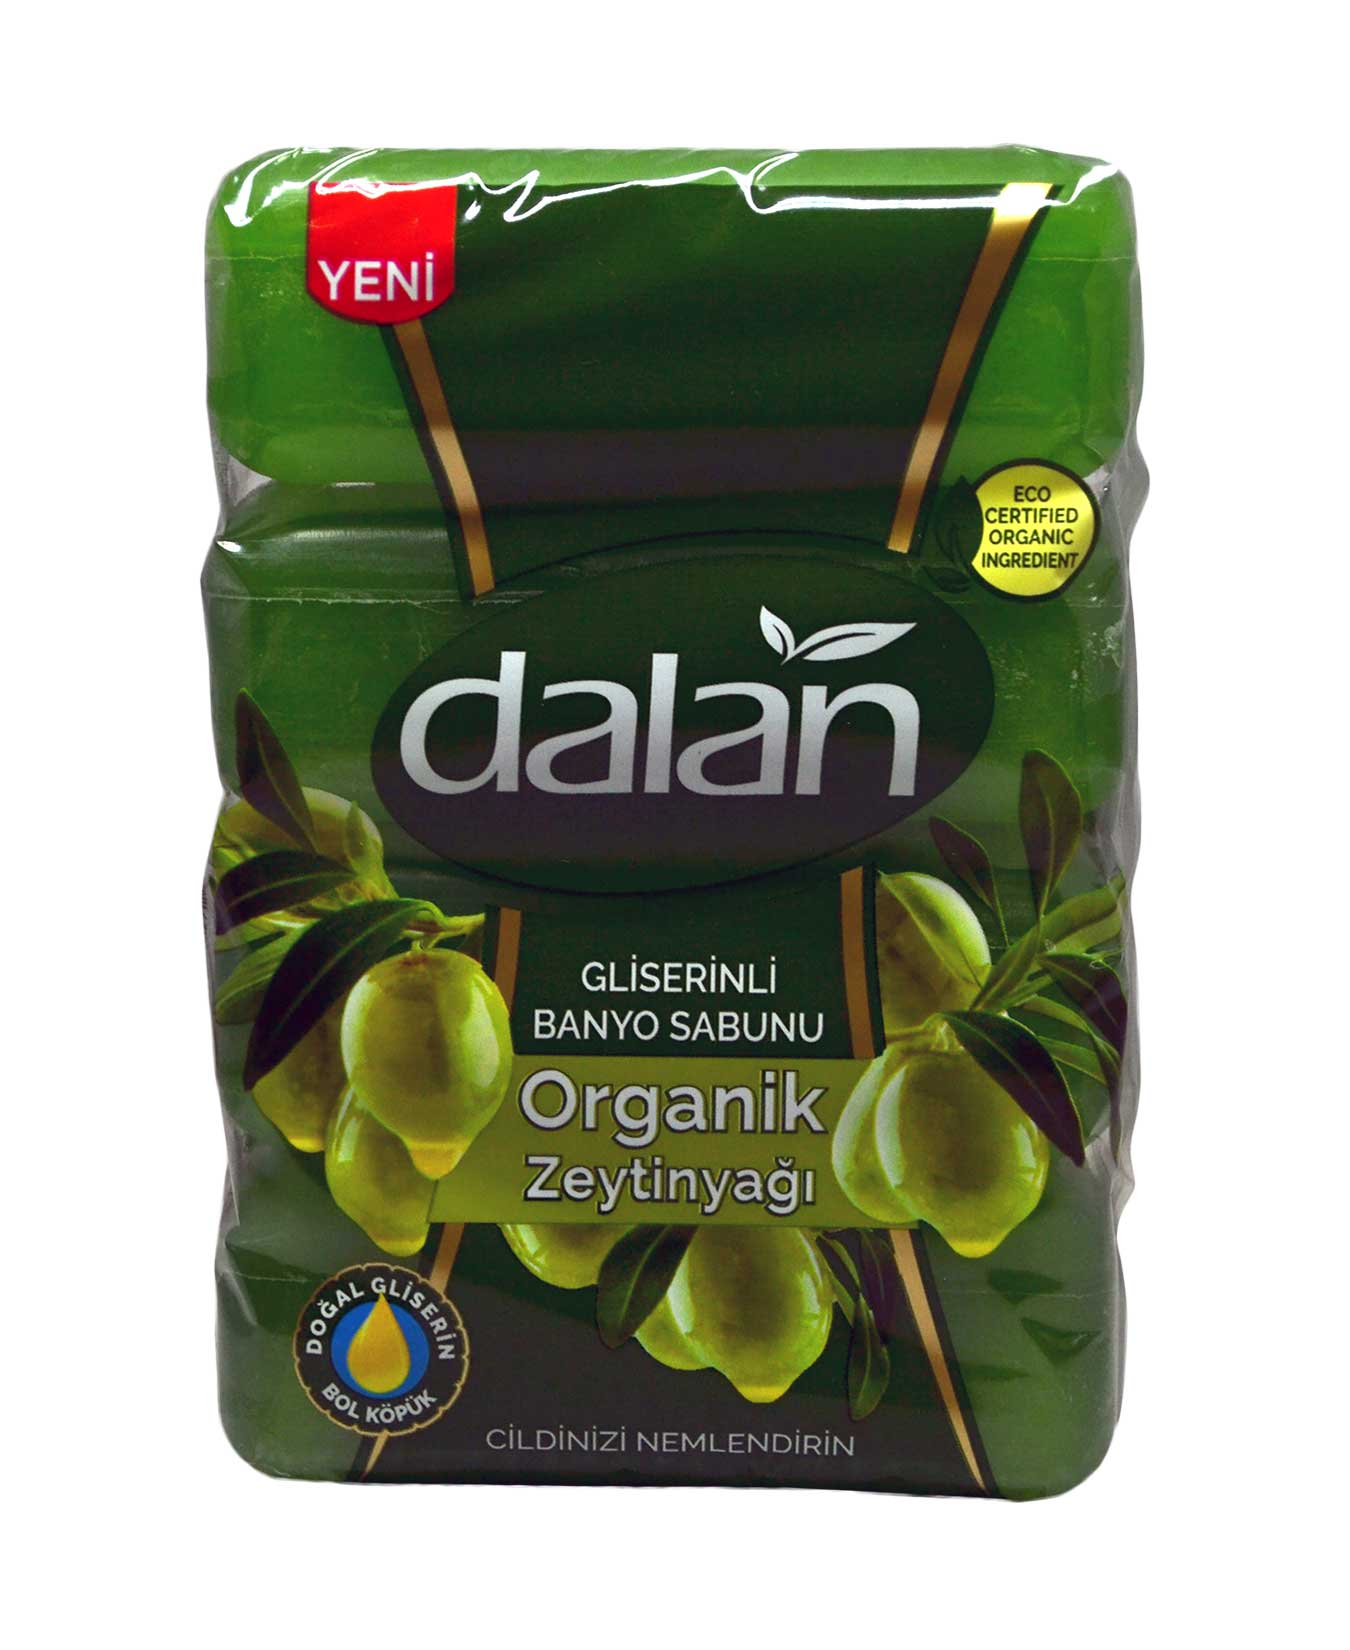 YENİ
ECO
CERTIFIED
ORGANIC
INGREDIENT
dalan
GLİSERİNLİ
BANYO SABUNU
Organik
Zeytinyağı
DOĞAL GLİSERİN
BOL KÖPÜK
CİLDİNİZİ NEMLENDİRİN